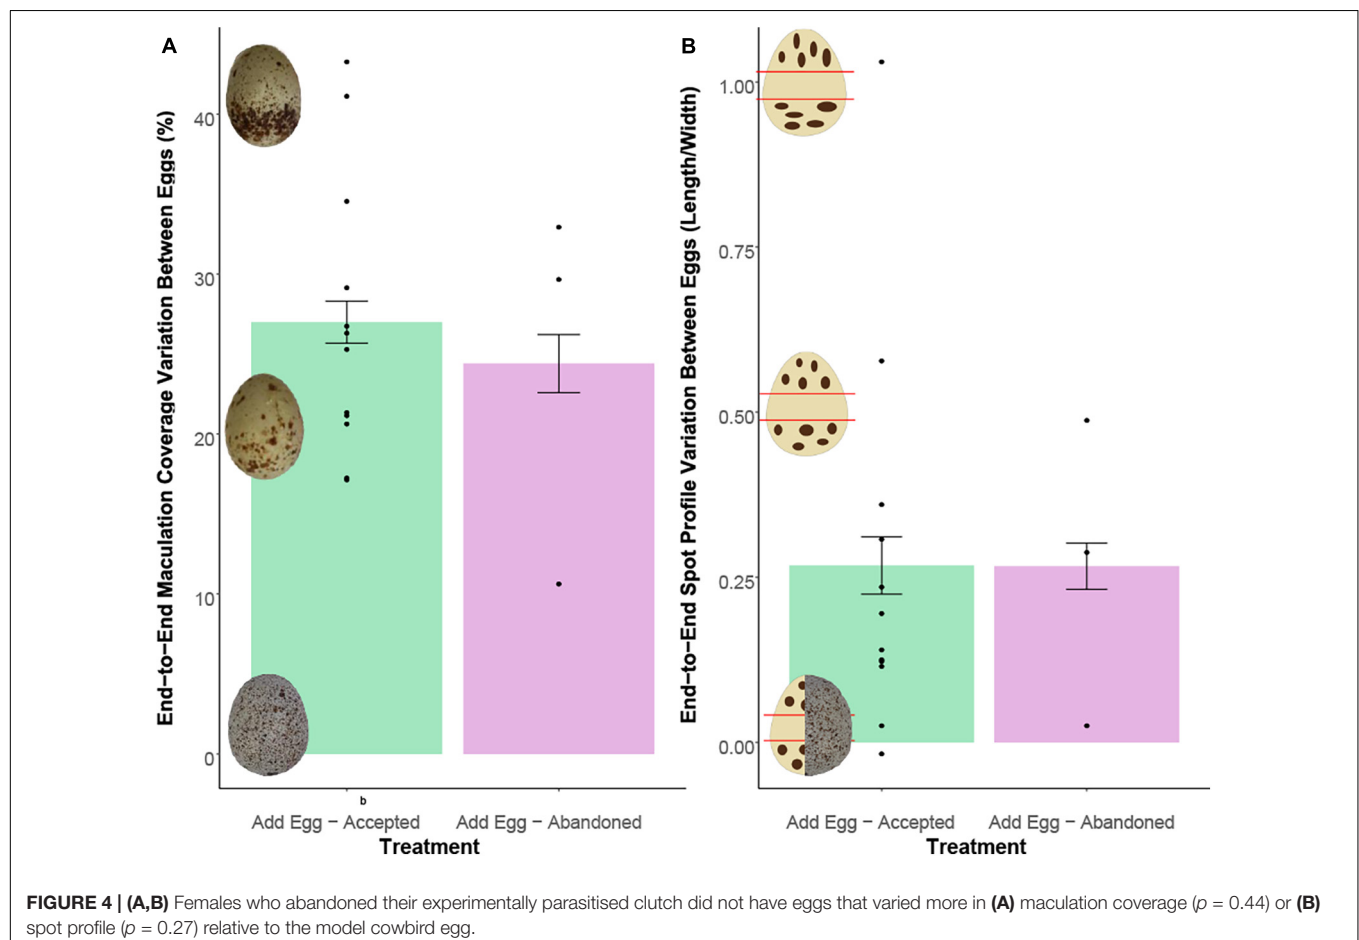 A
End-to-End Maculation Coverage Variation Between Eggs (%)
40
30
20
10
0
b
Add Egg - Accepted
Add Egg - Abandoned
Treatment
B
End-to-End Spot Profile Variation Between Eggs (Length/Width)
1.00
0.75
0.50
0.25
0.00
Add Egg - Accepted
Add Egg - Abandoned
Treatment
FIGURE 4 | (A,B) Females who abandoned their experimentally parasitised clutch did not have eggs that varied more in (A) maculation coverage (p = 0.44) or (B)
spot profile (p = 0.27) relative to the model cowbird egg.